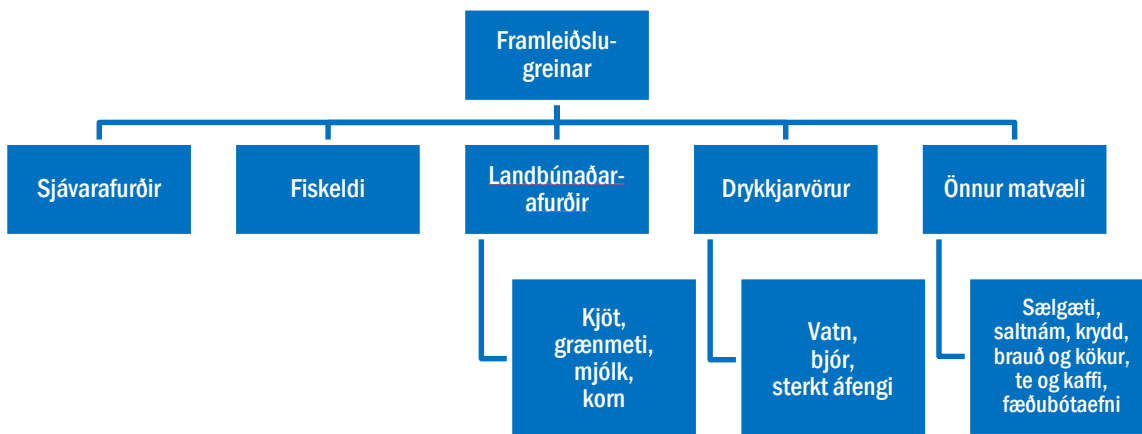 Framleiðslu-
greinar
Sjávarafurðir
Fiskeldi
Landbúnaðar-
afurðir
Drykkjarvörur
Önnur matvæli
Kjöt,
grænmeti,
mjólk,
korn
Vatn,
bjór,
sterkt áfengi
Sælgæti,
saltnám, krydd,
brauð og kökur,
te og kaffi,
fæðubótaefni